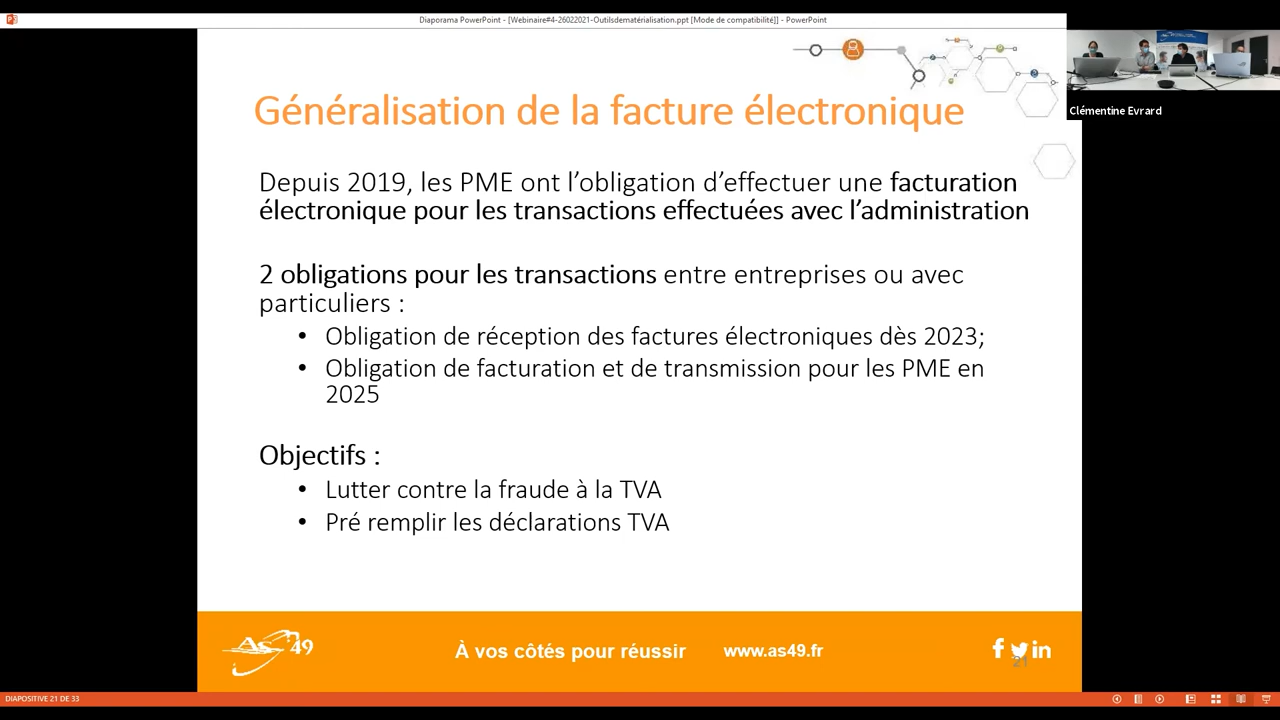 Diaporama PowerPoint - [Webinaire#4-26022021-Outilsdematérialisation.ppt [Mode de compatibilité]] - PowerPoint
Clémentine Evrard
Généralisation de la facture électronique
Depuis 2019, les PME ont l’obligation d’effectuer une facturation
électronique pour les transactions effectuées avec l’administration
2 obligations pour les transactions entre entreprises ou avec
particuliers :
• Obligation de réception des factures électroniques dès 2023;
• Obligation de facturation et de transmission pour les PME en
2025
Objectifs :
• Lutter contre la fraude à la TVA
• Pré remplir les déclarations TVA
As 49
À vos côtés pour réussir
www.as49.fr
21
DIAPOSITIVE 21 DE 33